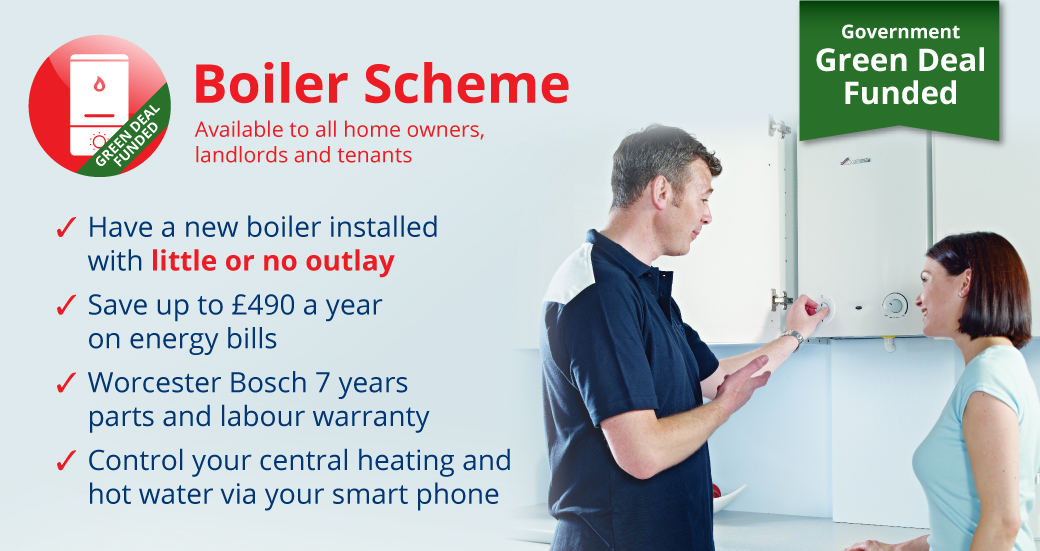 Government
Green Deal
Funded
GREEN DEAL
FUNDED
Boiler Scheme
Available to all home owners,
landlords and tenants
✓ Have a new boiler installed
with little or no outlay
✓ Save up to £490 a year
on energy bills
✓ Worcester Bosch 7 years
parts and labour warranty
✓ Control your central heating and
hot water via your smart phone